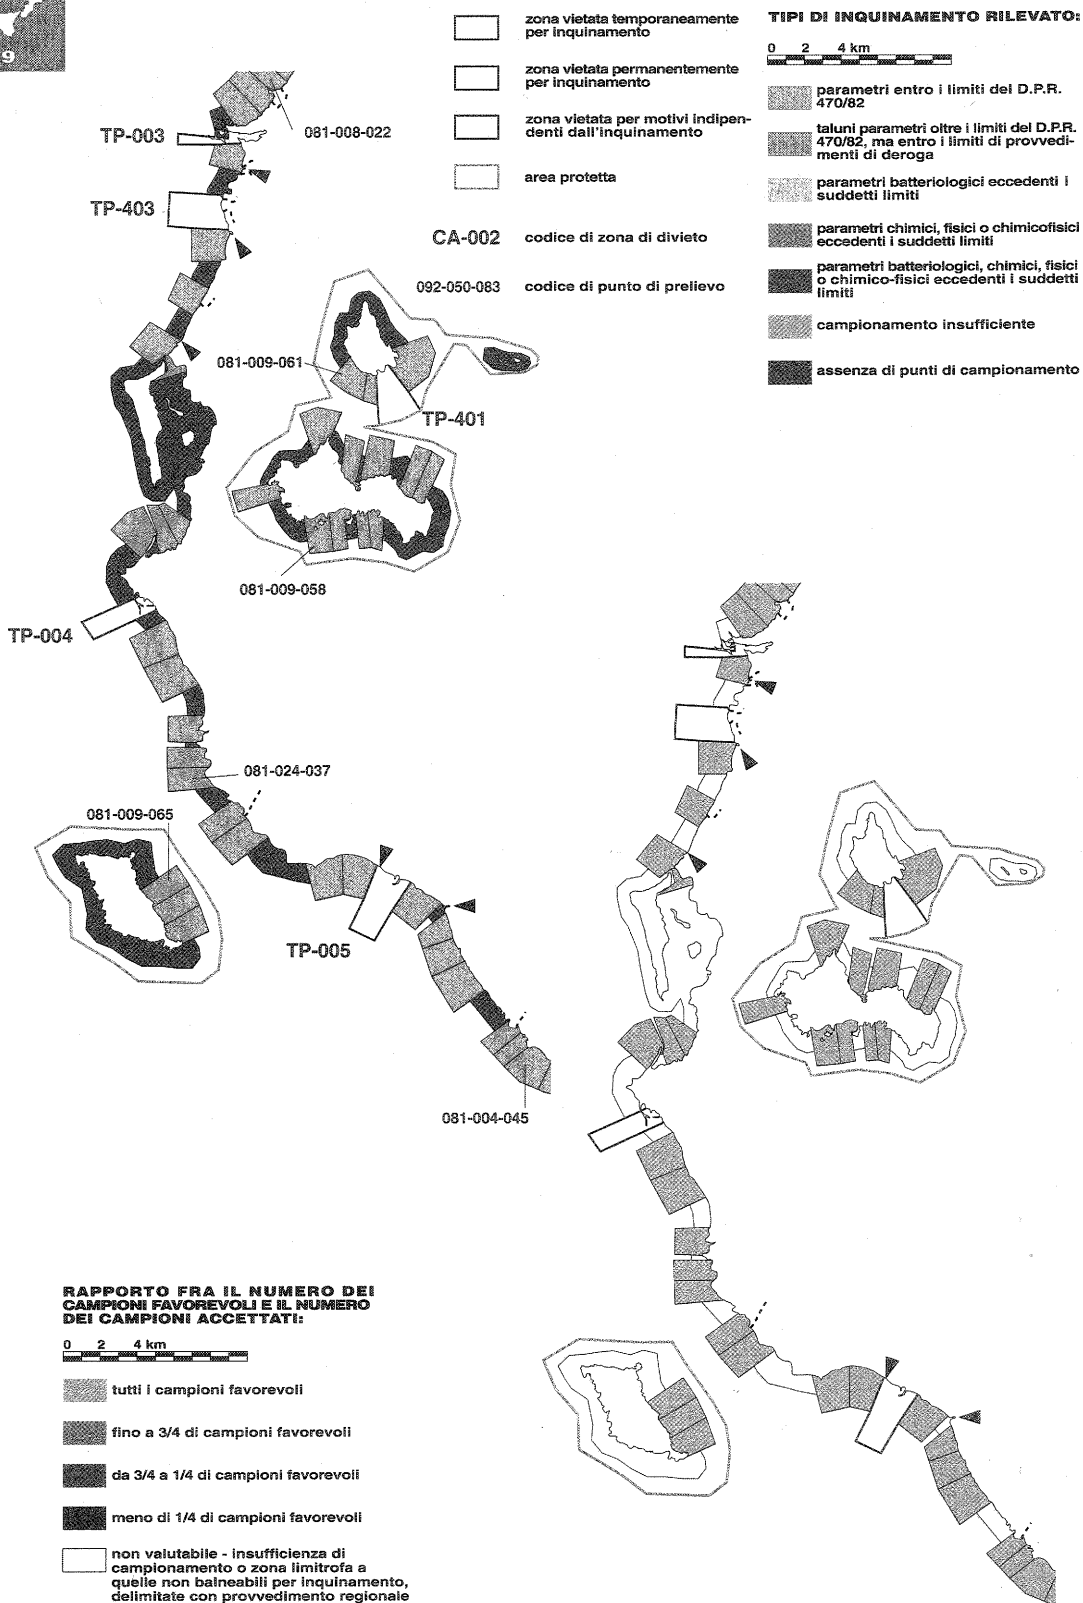 9
zona vietata temporaneamente
per inquinamento
zona vietata permanentemente
per inquinamento
zona vietata per motivi indipen-
denti dall'inquinamento
area protetta
CA-002 codice di zona di divieto
092-050-083 codice di punto di prelievo
TIPI DI INQUINAMENTO RILEVATO:
0 2 4 km
parametri entro i limiti del D.P.R.
470/82
taluni parametri oltre i limiti del D.P.R.
470/82, ma entro i limiti di provvedi-
menti di deroga
parametri batteriologici eccedenti i
suddetti limiti
parametri chimici, fisici o chimicofisici
eccedenti i suddetti limiti
parametri batteriologici, chimici, fisici
o chimico-fisici eccedenti i suddetti
limiti
campionamento insufficiente
assenza di punti di campionamento
TP-003
081-008-022
TP-403
081-009-061
TP-401
081-009-058
TP-004
081-024-037
081-009-065
TP-005
081-004-045
RAPPORTO FRA IL NUMERO DEI
CAMPIONI FAVOREVOLI E IL NUMERO
DEI CAMPIONI ACCETTATI:
0 2 4 km
tutti i campioni favorevoli
fino a 3/4 di campioni favorevoli
da 3/4 a 1/4 di campioni favorevoli
meno di 1/4 di campioni favorevoli
non valutabile - insufficienza di
campionamento o zona limitrofa a
quelle non balneabili per inquinamento,
delimitate con provvedimento regionale